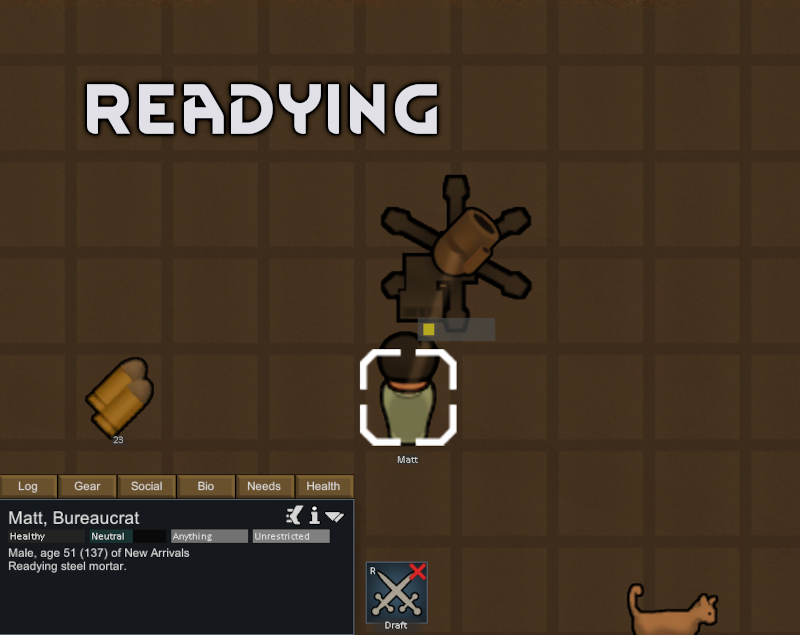 READYING
23
Matt
Log Gear Social Bio Needs Health
Matt, Bureaucrat
Healthy Neutral Anything Unrestricted
Male, age 51 (137) of New Arrivals
Readying steel mortar.
R
Draft